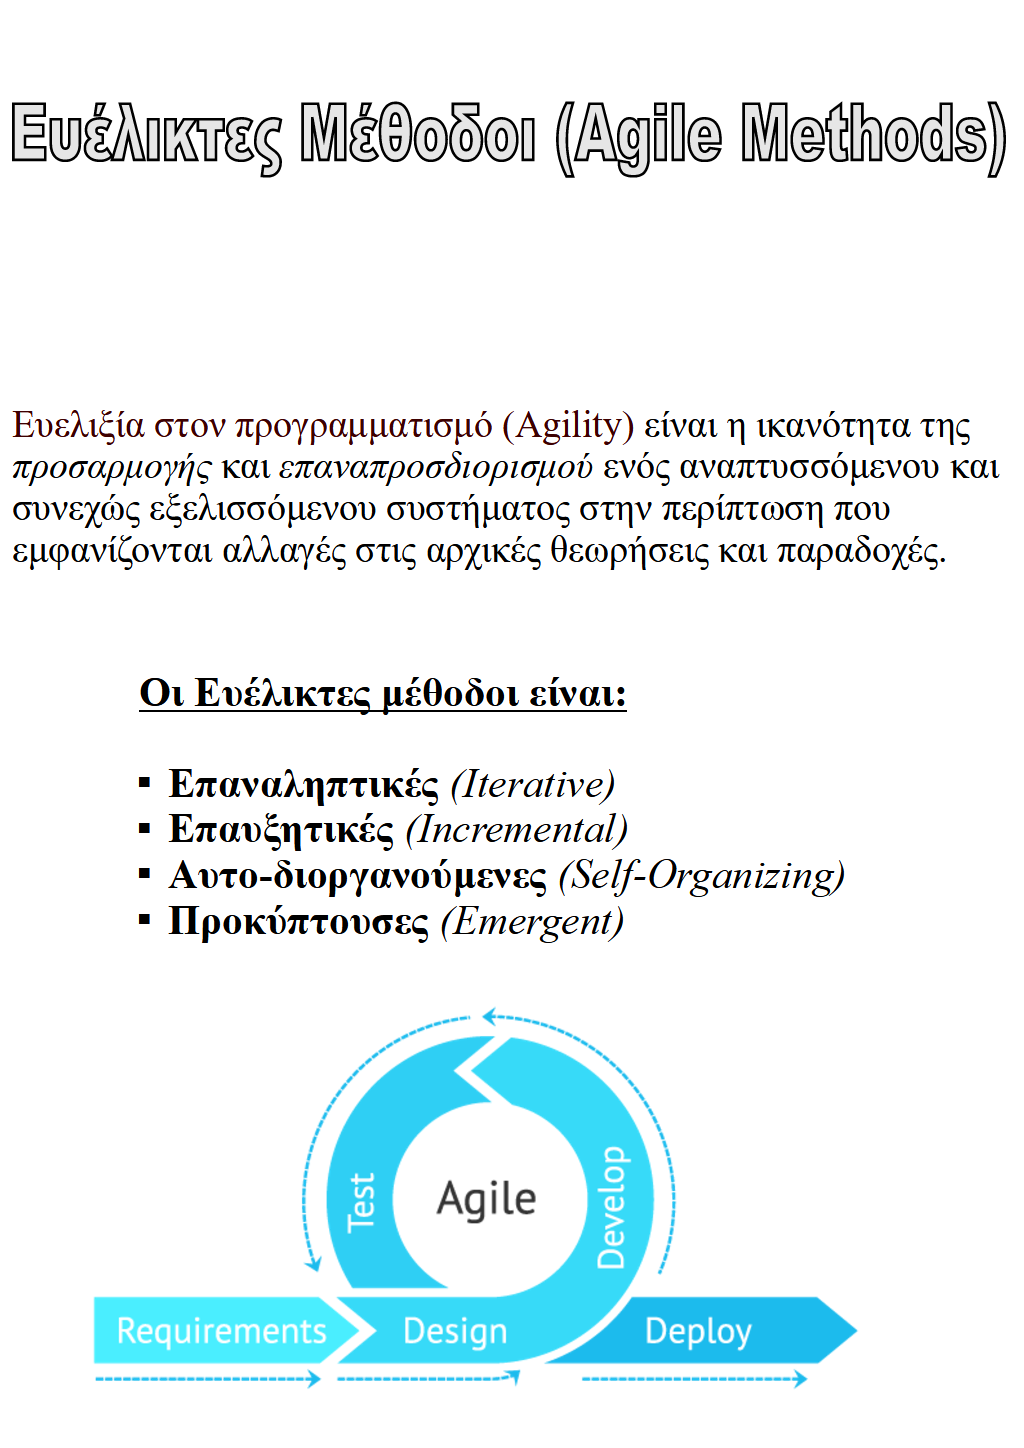 Ευέλικτες Μέθοδοι (Agile Methods)
Ευελιξία στον προγραμματισμό (Agility) είναι η ικανότητα της
προσαρμογής και επαναπροσδιορισμού ενός αναπτυσσόμενου και
συνεχώς εξελισσόμενου συστήματος στην περίπτωση που
εμφανίζονται αλλαγές στις αρχικές θεωρήσεις και παραδοχές.
Οι Ευέλικτες μέθοδοι είναι:
▪ Επαναληπτικές (Iterative)
▪ Επαυξητικές (Incremental)
▪ Αυτο-διοργανούμενες (Self-Organizing)
▪ Προκύπτουσες (Emergent)
Test
Agile
Develop
Requirements
Design
Deploy